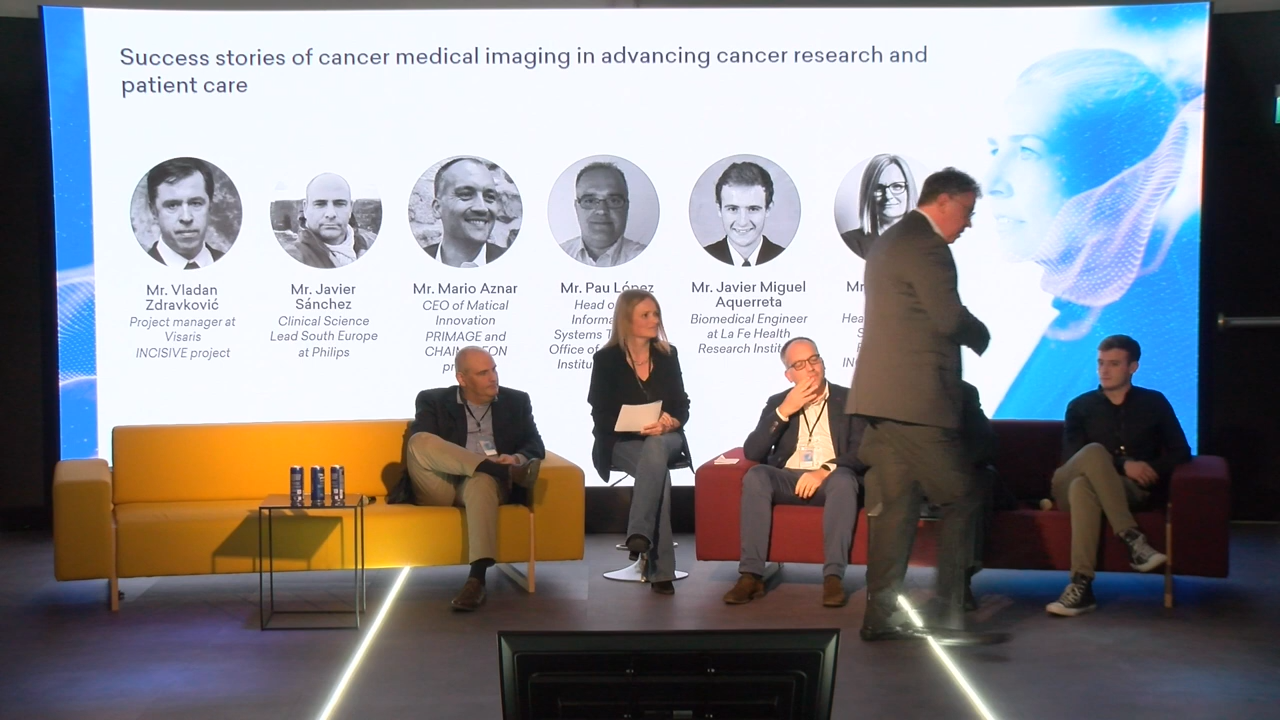 Success stories of cancer medical imaging in advancing cancer research and
patient care
Mr. Vladan
Zdravković
Project manager at
Visaris
INCISIVE project
Mr. Javier
Sánchez
Clinical Science
Lead South Europe
at Philips
Mr. Mario Aznar
CEO of Matical
Innovation
PRIMAGE and
Mr. Pau López
Head
Systems
Office of
Mr. Javier Miguel
Aquerreta
Biomedical Engineer
at La Fe Health
Research